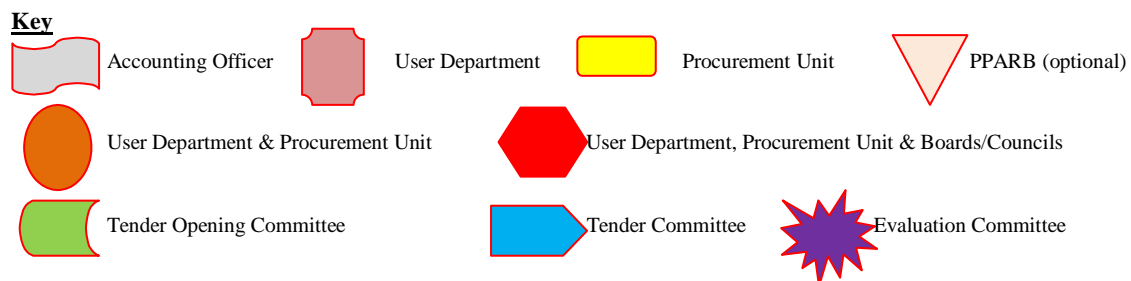 Key
Accounting Officer User Department Procurement Unit PPARB (optional)
User Department & Procurement Unit User Department, Procurement Unit & Boards/Councils
Tender Opening Committee Tender Committee Evaluation Committee